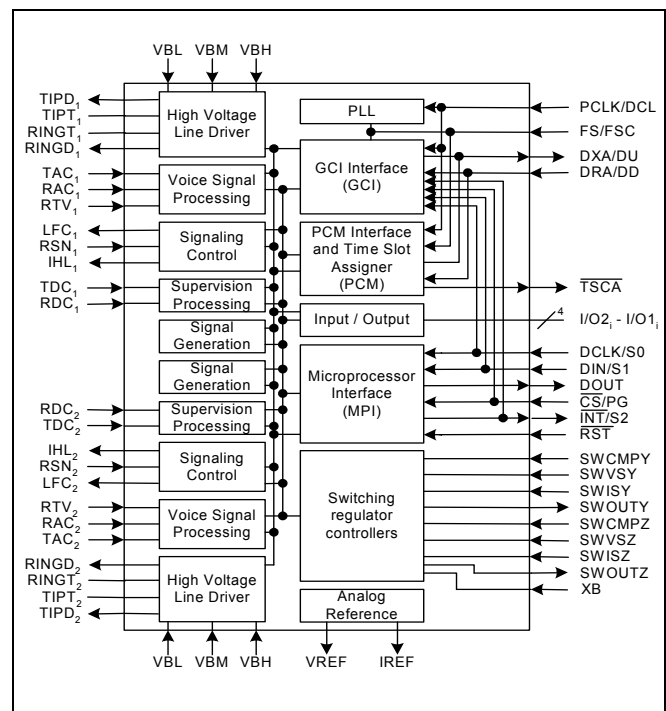 VBL VBM VBH
TIPD1
TIPT1
RINGT1
RINGD1
High Voltage
Line Driver
TAC1
RAC1
RTV1
Voice Signal
Processing
LFC1
RSN1
IHL1
Signaling
Control
TDC1
RDC1
Supervision
Processing
Signal
Generation
Signal
Generation
RDC2
TDC2
Supervision
Processing
IHL2
RSN2
LFC2
Signaling
Control
RTV2
RAC2
TAC2
Voice Signal
Processing
RINGD2
RINGT2
TIPT2
TIPD2
High Voltage
Line Driver
VBL VBM VBH
PLL
GCI Interface
(GCI)
PCM Interface
and Time Slot
Assigner
(PCM)
Input / Output
Microprocessor
Interface
(MPI)
Switching
regulator
controllers
Analog
Reference
VREF IREF
PCLK/DCL
FS/FSC
DXA/DU
DRA/DD
TSCA
4
I/O2i - I/O1i
DCLK/S0
DIN/S1
DOUT
CS/PG
INT/S2
RST
SWCMPY
SWVSY
SWISY
SWOUTY
SWCMPZ
SWVSZ
SWISZ
SWOUTZ
XB